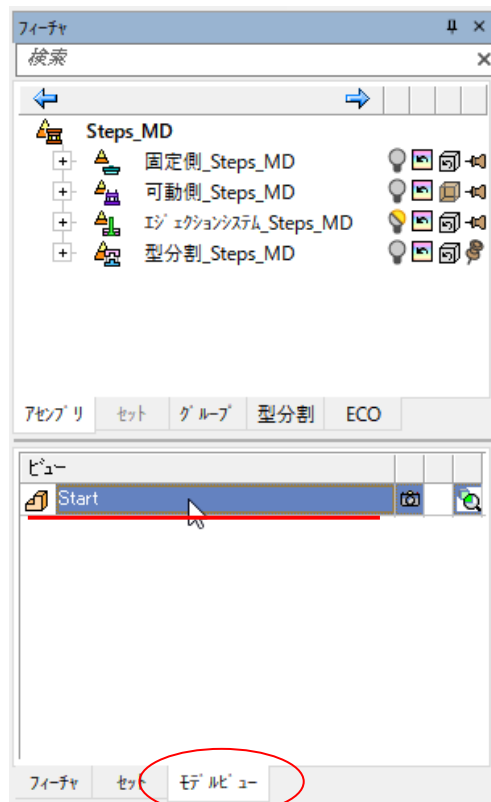 フィーチャ
検索
Steps_MD
固定側_Steps_MD
可動側_Steps_MD
ｴｼﾞｪｸｼｮﾝｼｽﾃﾑ_Steps_MD
型分割_Steps_MD
ｱｾﾝﾌﾞﾘ ｾｯﾄ ｸﾞﾙｰﾌﾟ 型分割 ECO
ﾋﾞｭｰ
Start
ﾌｨｰﾁｬ ｾｯﾄ ﾓﾃﾞﾙﾋﾞｭｰ